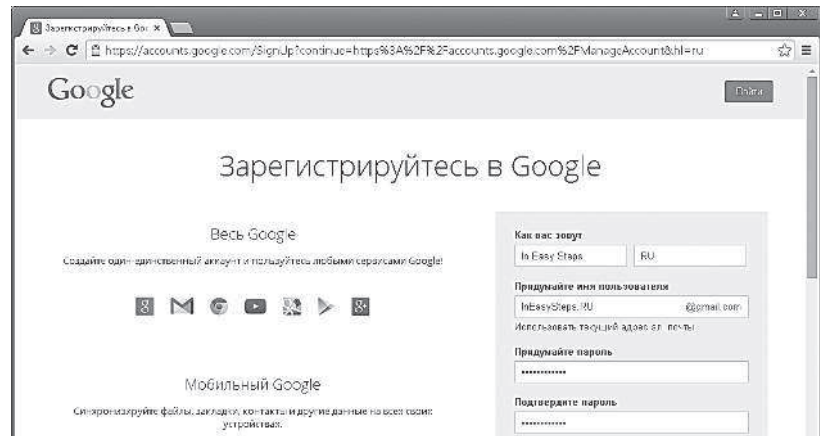 Зарегистрируйтесь в Goo
https://accounts.google.com/SignUp?continue=https%3A%2F%2Faccounts.google.com%2FManageAccount&hl=ru
Google
Войти
Зарегистрируйтесь в Google
Весь Google
Создайте один-единственный аккаунт и пользуйтесь любыми сервисами Google!
Мобильный Google
Синхронизируйте файлы, закладки, контакты и другие данные на всех своих
устройствах.
Как вас зовут
In Easy Steps RU
Придумайте имя пользователя
InEasySteps.RU @gmail.com
Использовать текущий адрес эл. почты
Придумайте пароль
••••••••••••
Подтвердите пароль
••••••••••••